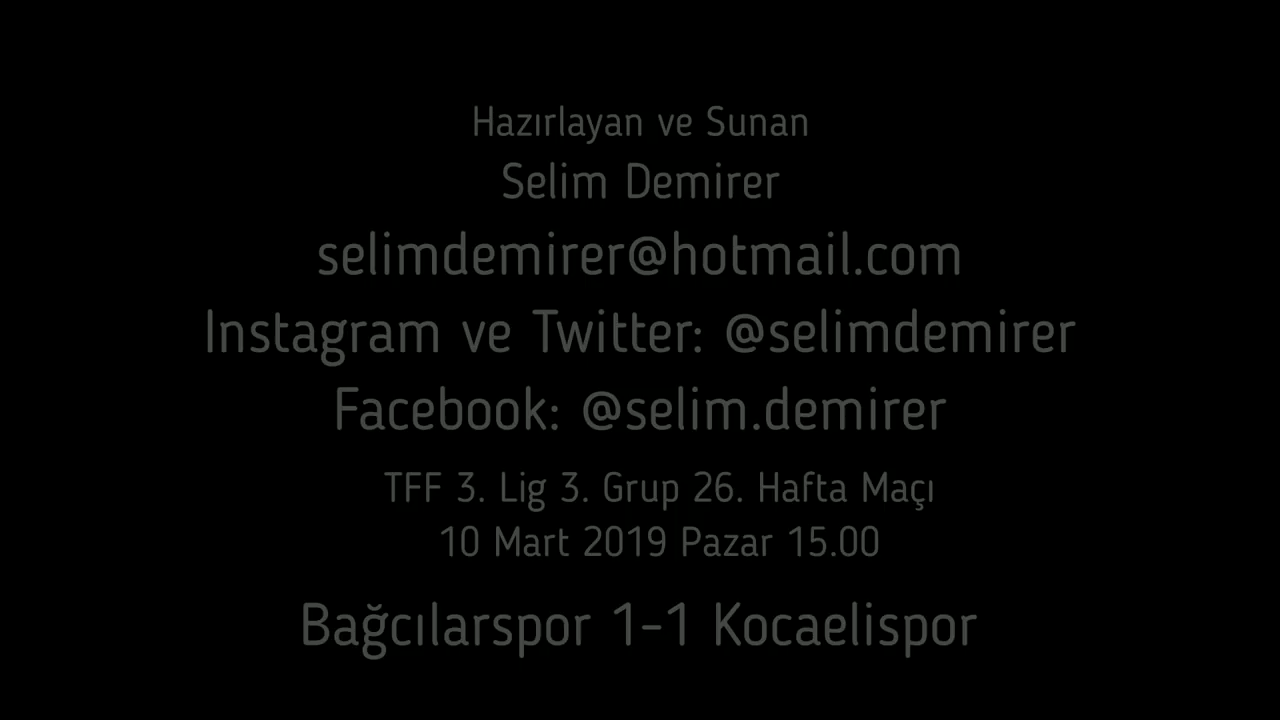 Hazırlayan ve Sunan
Selim Demirer
selimdemirer@hotmail.com
Instagram ve Twitter: @selimdemirer
Facebook: @selim.demirer
TFF 3. Lig 3. Grup 26. Hafta Maçı
10 Mart 2019 Pazar 15.00
Bağcılarspor 1-1 Kocaelispor